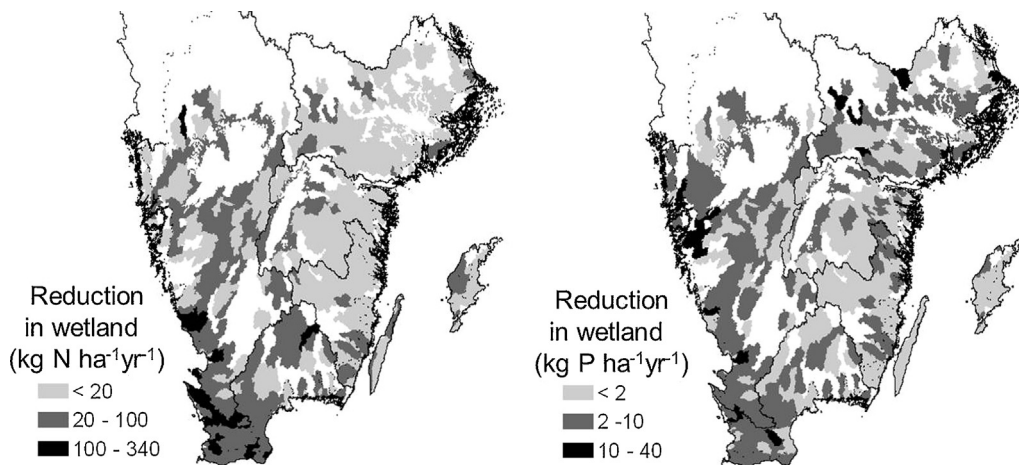 Reduction
in wetland
(kg N ha⁻¹yr⁻¹)
< 20
20 - 100
100 - 340
Reduction
in wetland
(kg P ha⁻¹yr⁻¹)
< 2
2 -10
10 - 40